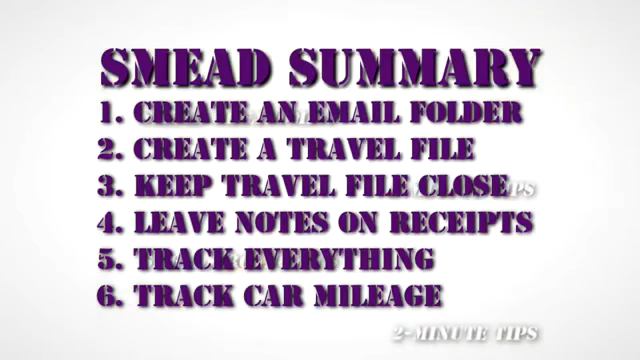 SMEAD SUMMARY
1. CREATE AN EMAIL FOLDER
2. CREATE A TRAVEL FILE
3. KEEP TRAVEL FILE CLOSE
4. LEAVE NOTES ON RECEIPTS
5. TRACK EVERYTHING
6. TRACK CAR MILEAGE
2-MINUTE TIPS